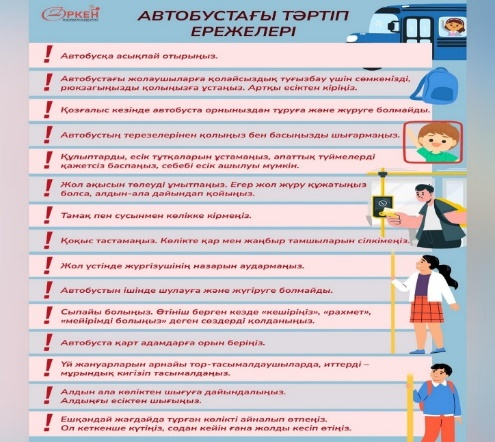 ӨРКЕН
АВТОБУСТАҒЫ ТӘРТІП
ЕРЕЖЕЛЕРІ
! Автобусқа асықпай отырыңыз.
! Автобустағы жолаушыларға қолайсыздық туғызбау үшін сөмкеңізді,
рюкзагыңызды қолыңызға ұстаңыз. Артқы есіктен кіріңіз.
! Қозғалыс кезінде автобуста орныңыздан тұруға және жүруге болмайды.
! Автобустың терезелерінен қолыңыз бен басыңызды шығармаңыз.
! Құлыптарды, есік тұтқаларын ұстамаңыз, апаттық түймелерді
қажетсіз баспаңыз, себебі есік ашылуы мүмкін.
! Жол ақысын төлеуді ұмытпаңыз. Егер жол жүру құжатыңыз
болса, алдын-ала дайындап қойыңыз.
! Тамақ пен сусынмен көлікке кірмеңіз.
! Қоқыс тастамаңыз. Көлікте қар мен жаңбыр тамшыларын сілкімеңіз.
! Жол үстінде жүргізушінің назарын аудармаңыз.
! Автобустың ішінде шулауға және жүгіруге болмайды.
! Сыпайы болыңыз. Өтініш берген кезде «кешіріңіз», «рахмет»,
«мейірімді болыңыз» деген сөздерді қолданыңыз.
! Автобуста қарт адамдарға орын беріңіз.
! Үй жануарларын арнайы тор-тасымалдаушыларда, иттерді –
мұрындық кигізіп тасымалдаңыз.
! Алдын ала көліктен шығуға дайындалыңыз.
Алдыңғы есіктен шығыңыз.
! Ешқандай жағдайда тұрған көлікті айналып өтпеңіз.
Ол кеткенше күтіңіз, содан кейін ғана жолды кесіп өтіңіз.